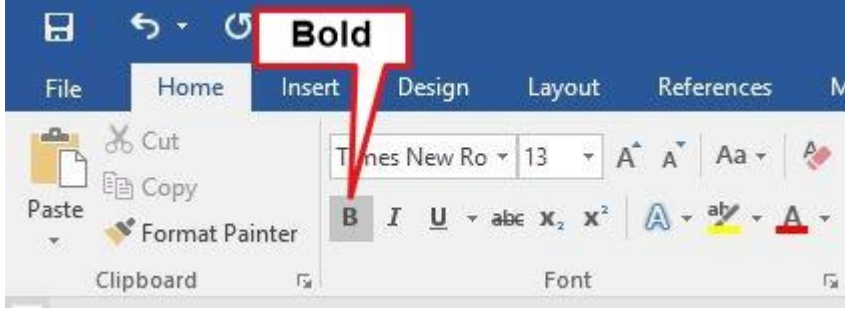 Bold
File Home Insert Design Layout References M
Cut
Times New Ro 13 A A Aa
Copy
Paste
B I U abc X₂ X² A ab A
Format Painter
Clipboard Font